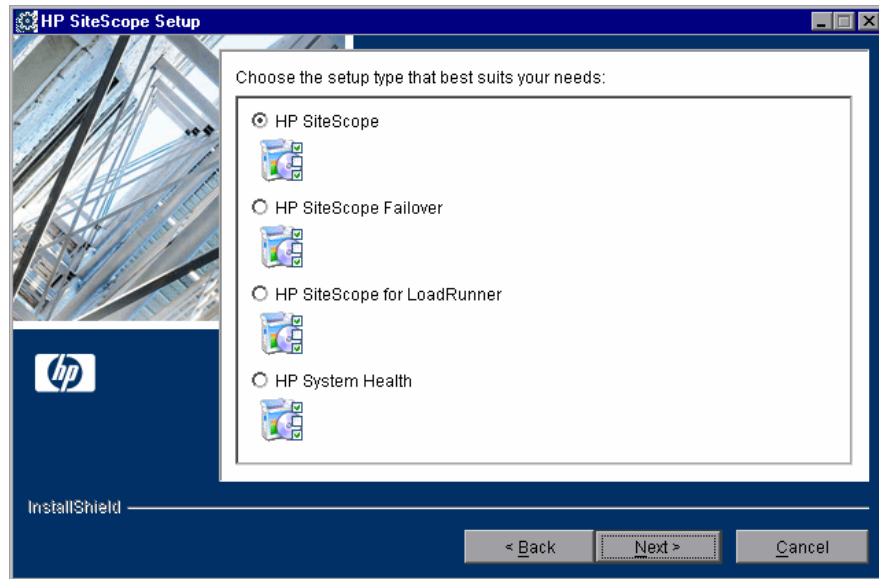 HP SiteScope Setup
Choose the setup type that best suits your needs:
HP SiteScope
HP SiteScope Failover
HP SiteScope for LoadRunner
HP System Health
hp
InstallShield
< Back
Next >
Cancel